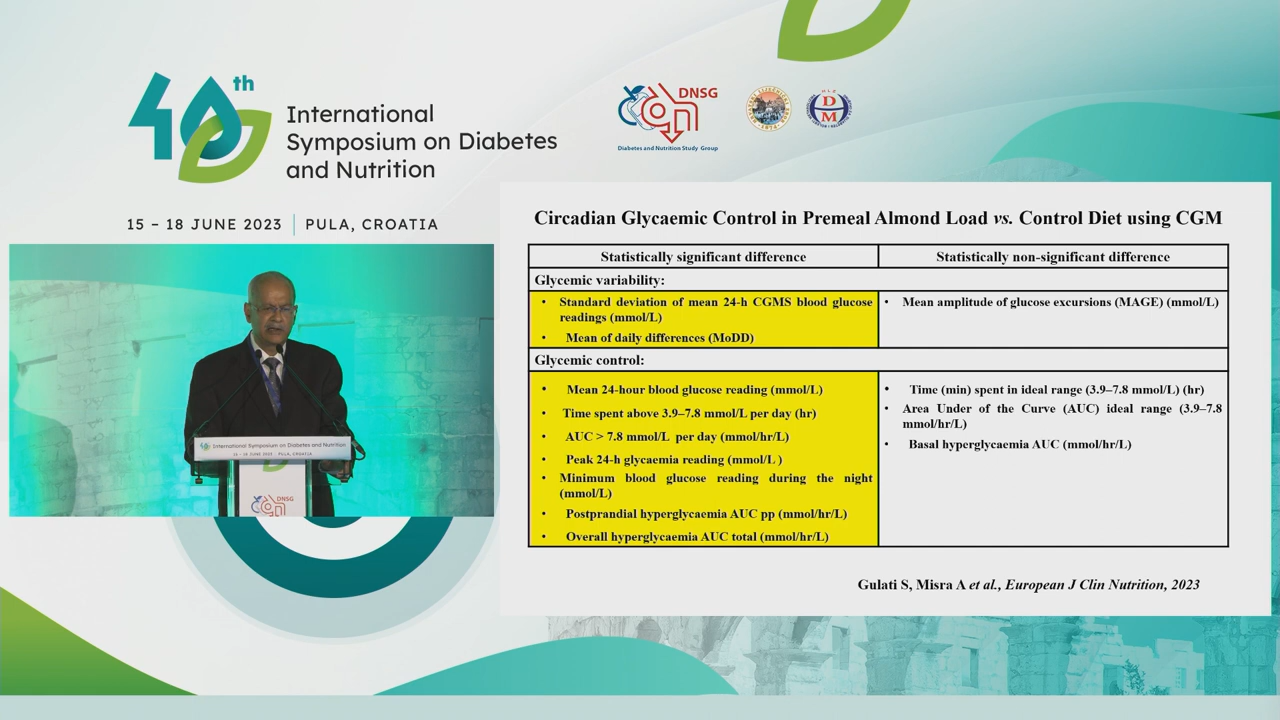 40th
International
Symposium on Diabetes
and Nutrition
15 – 18 JUNE 2023 | PULA, CROATIA
DNSG
Diabetes and Nutrition Study Group
DM
Circadian Glycaemic Control in Premeal Almond Load vs. Control Diet using CGM
Statistically significant difference
Statistically non-significant difference
Glycemic variability:
• Standard deviation of mean 24-h CGMS blood glucose
readings (mmol/L)
• Mean of daily differences (MoDD)
• Mean amplitude of glucose excursions (MAGE) (mmol/L)
Glycemic control:
• Mean 24-hour blood glucose reading (mmol/L)
• Time spent above 3.9–7.8 mmol/L per day (hr)
• AUC > 7.8 mmol/L per day (mmol/hr/L)
• Peak 24-h glycaemia reading (mmol/L )
• Minimum blood glucose reading during the night
(mmol/L)
• Postprandial hyperglycaemia AUC pp (mmol/hr/L)
• Overall hyperglycaemia AUC total (mmol/hr/L)
• Time (min) spent in ideal range (3.9–7.8 mmol/L) (hr)
• Area Under of the Curve (AUC) ideal range (3.9–7.8
mmol/hr/L)
• Basal hyperglycaemia AUC (mmol/hr/L)
Gulati S, Misra A et al., European J Clin Nutrition, 2023
International Symposium on Diabetes and Nutrition
15 – 18 JUNE 2023 PULA, CROATIA
DNSG